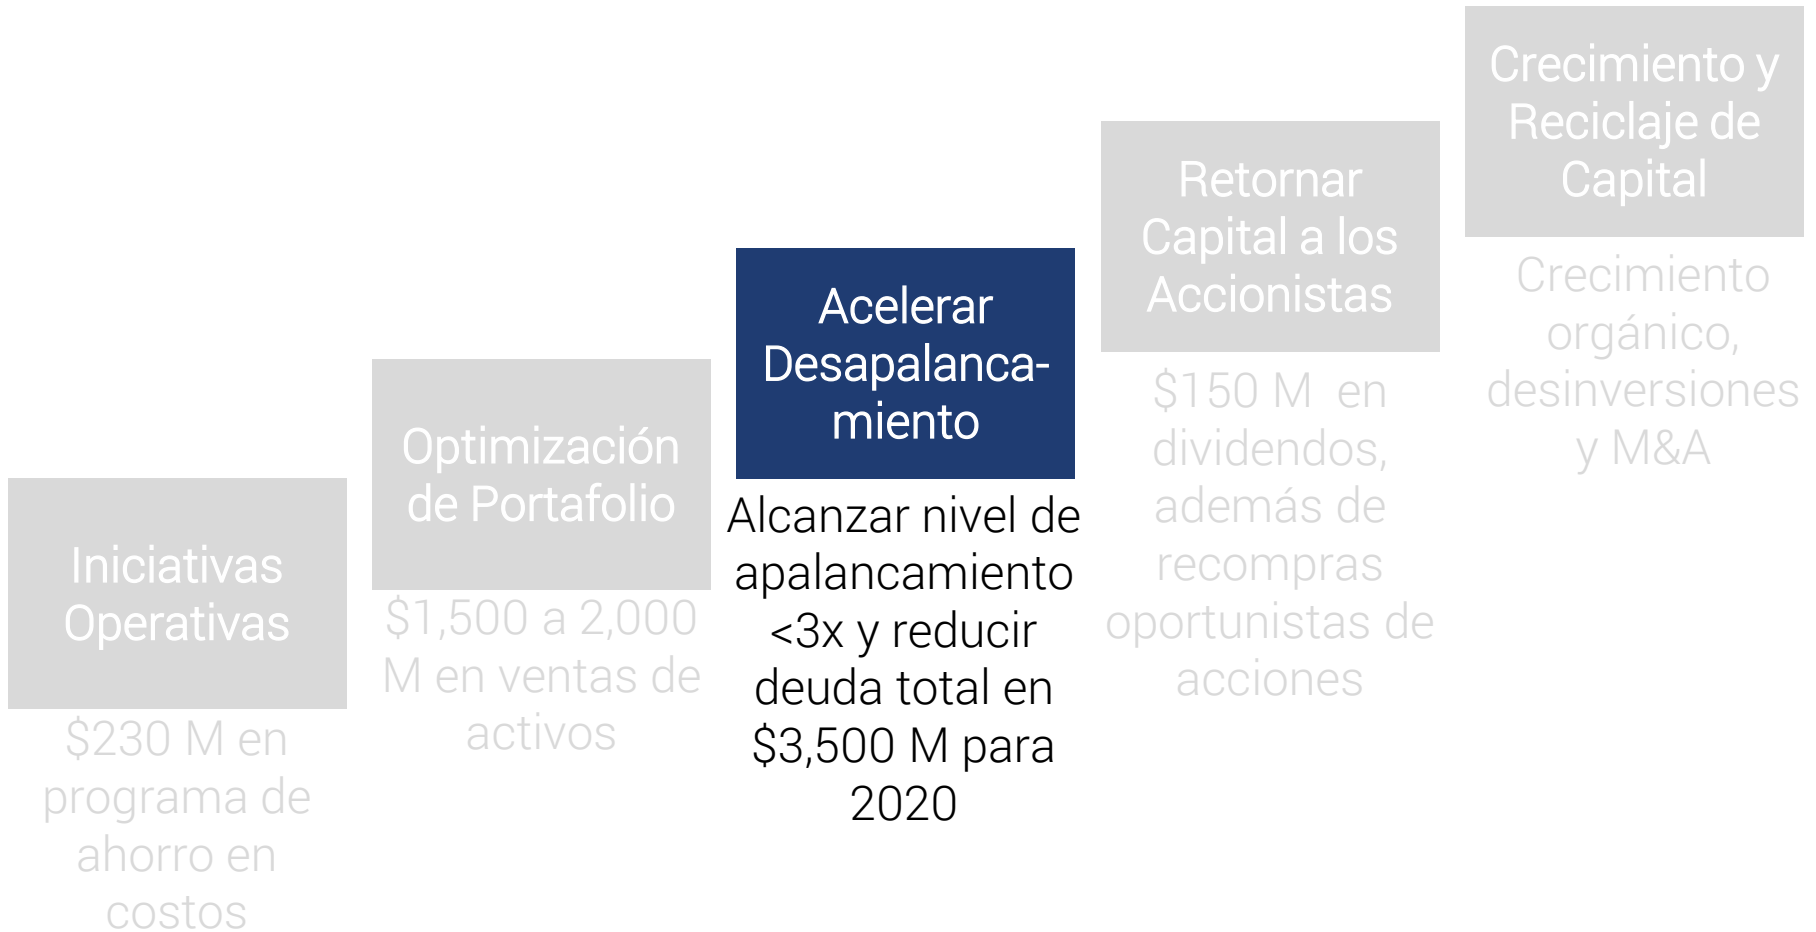 Iniciativas
Operativas
$230 M en
programa de
ahorro en
costos
Optimización
de Portafolio
$1,500 a 2,000
M en ventas de
activos
Acelerar
Desapalanca-
miento
Alcanzar nivel de
apalancamiento
<3x y reducir
deuda total en
$3,500 M para
2020
Retornar
Capital a los
Accionistas
$150 M  en
dividendos,
además de
recompras
oportunistas de
acciones
Crecimiento y
Reciclaje de
Capital
Crecimiento
orgánico,
desinversiones
y M&A